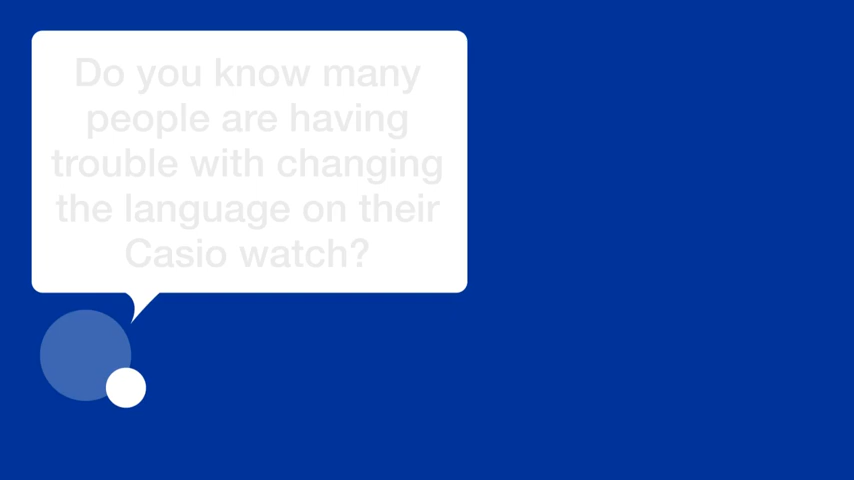 Do you know many
people are having
trouble with changing
the language on their
Casio watch?